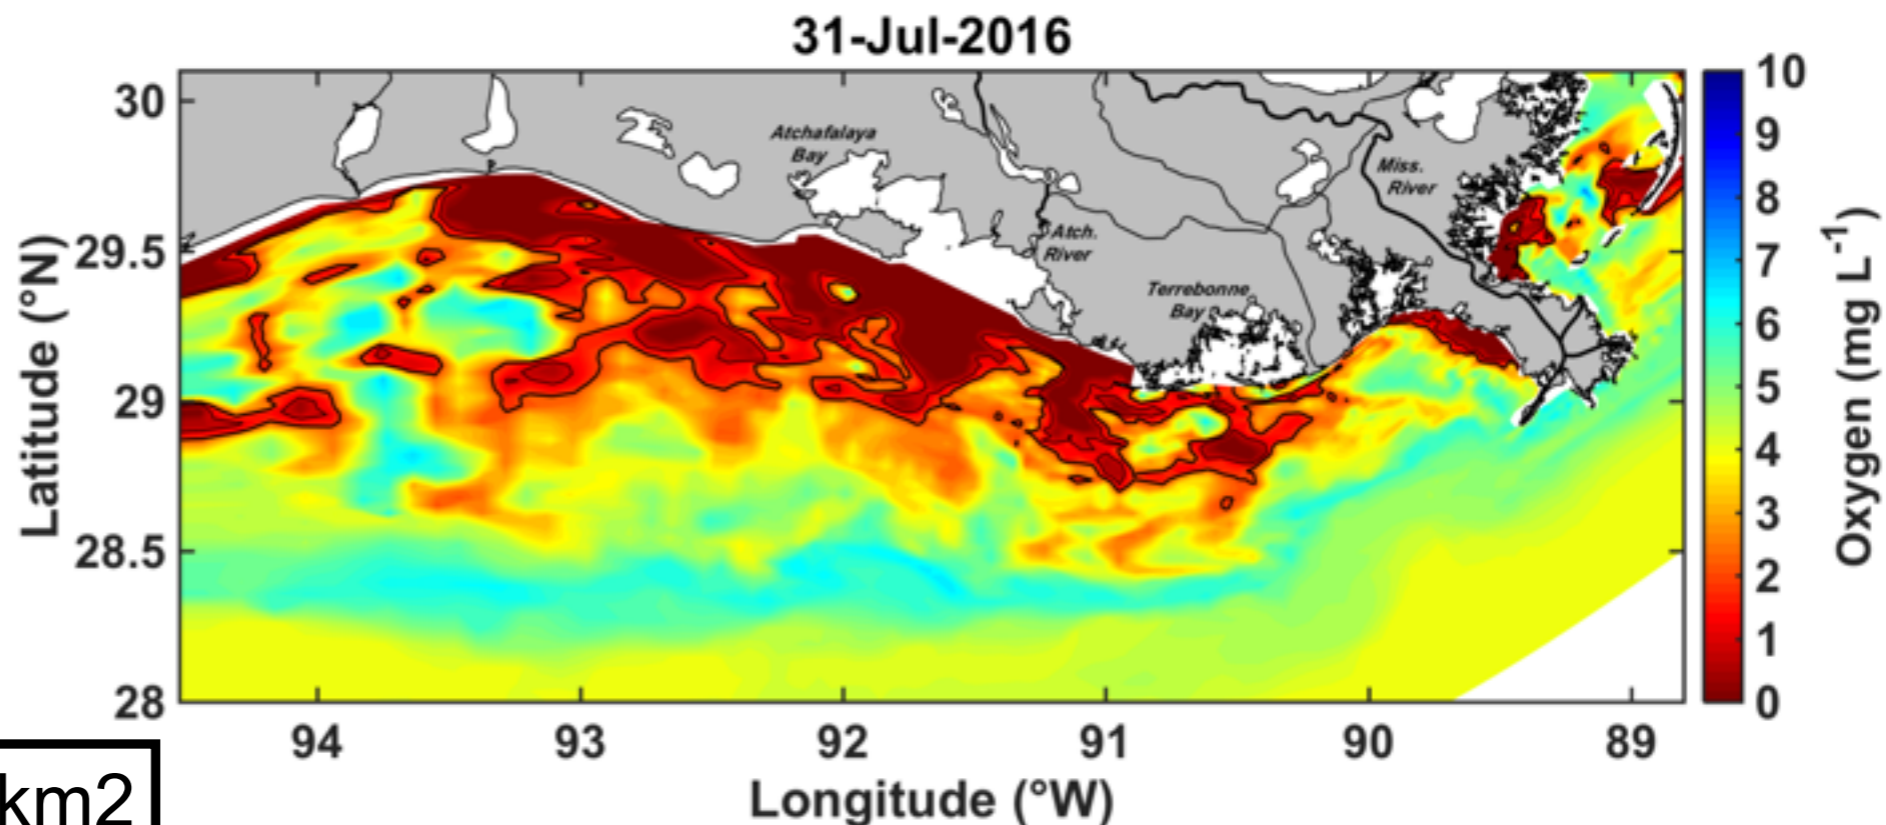 31-Jul-2016
30
29.5
29
28.5
28
Latitude (°N)
Atchafalaya
Bay
Atch.
River
Terrebonne
Bay
Miss.
River
94
93
92
91
90
89
Longitude (°W)
10
9
8
7
6
5
4
3
2
1
0
Oxygen (mg L-1)
km2